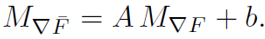 $M_{\nabla \bar{F}} = A\,M_{\nabla F} + b.$